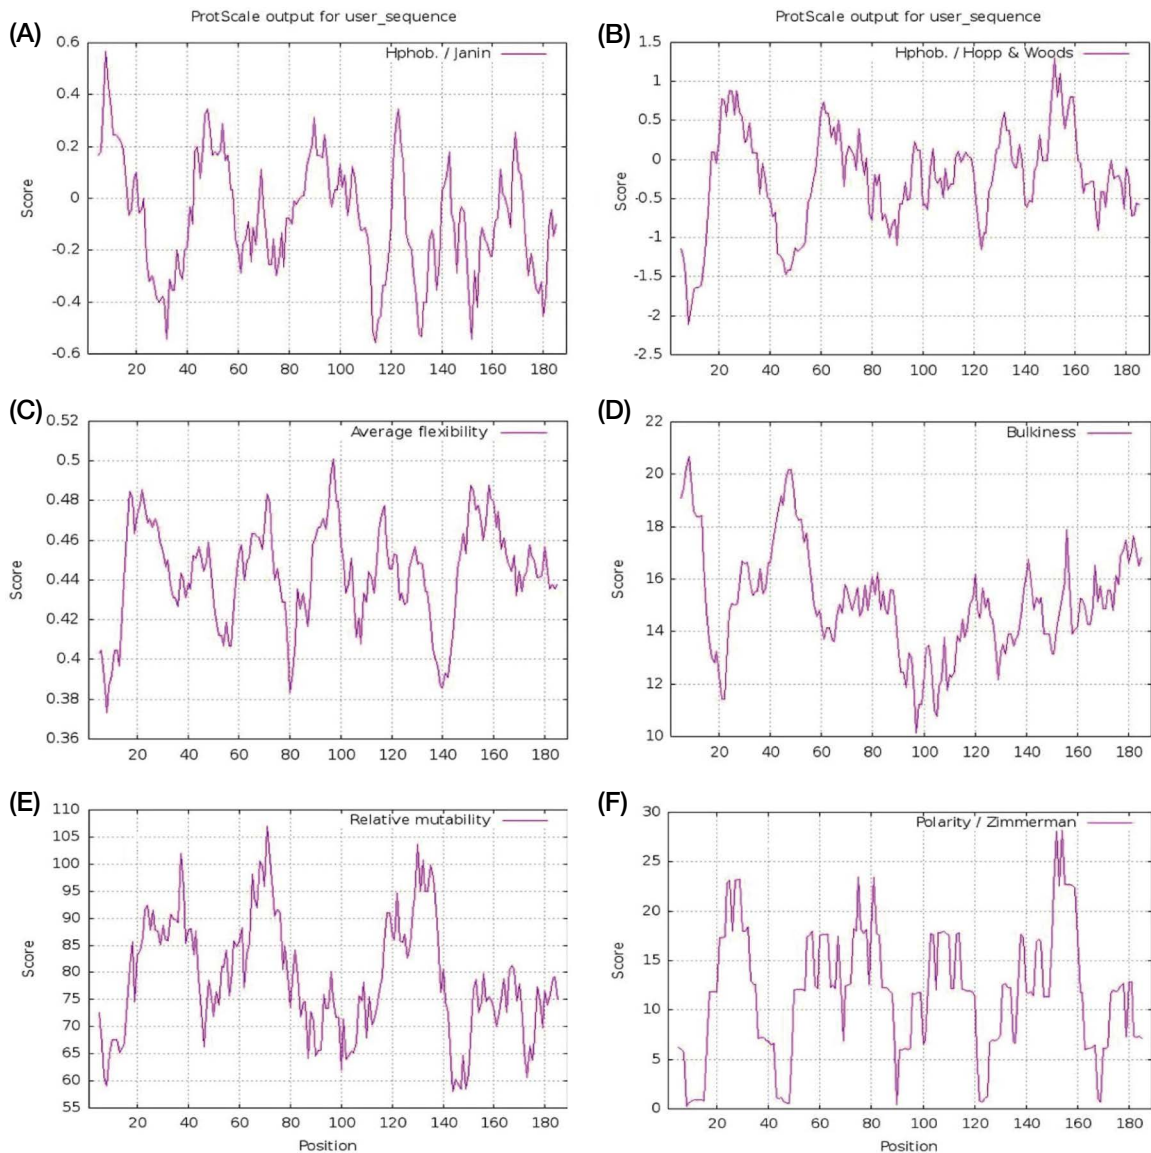 ProtScale output for user_sequence
ProtScale output for user_sequence
(A)
Hphob. / Janin
0.6
0.4
0.2
0
-0.2
-0.4
-0.6
Score
20 40 60 80 100 120 140 160 180
(B)
Hphob. / Hopp & Woods
1.5
1
0.5
0
-0.5
-1
-1.5
-2
-2.5
Score
20 40 60 80 100 120 140 160 180
(C)
Average flexibility
0.52
0.5
0.48
0.46
0.44
0.42
0.4
0.38
0.36
Score
20 40 60 80 100 120 140 160 180
(D)
Bulkiness
22
20
18
16
14
12
10
Score
20 40 60 80 100 120 140 160 180
(E)
Relative mutability
110
105
100
95
90
85
80
75
70
65
60
55
Score
20 40 60 80 100 120 140 160 180
Position
(F)
Polarity / Zimmerman
30
25
20
15
10
5
0
Score
20 40 60 80 100 120 140 160 180
Position